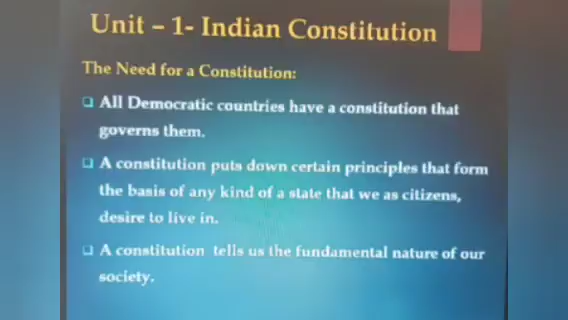 Unit – 1- Indian Constitution
The Need for a Constitution:
❑ All Democratic countries have a constitution that
governs them.
❑ A constitution puts down certain principles that form
the basis of any kind of a state that we as citizens,
desire to live in.
❑ A constitution tells us the fundamental nature of our
society.